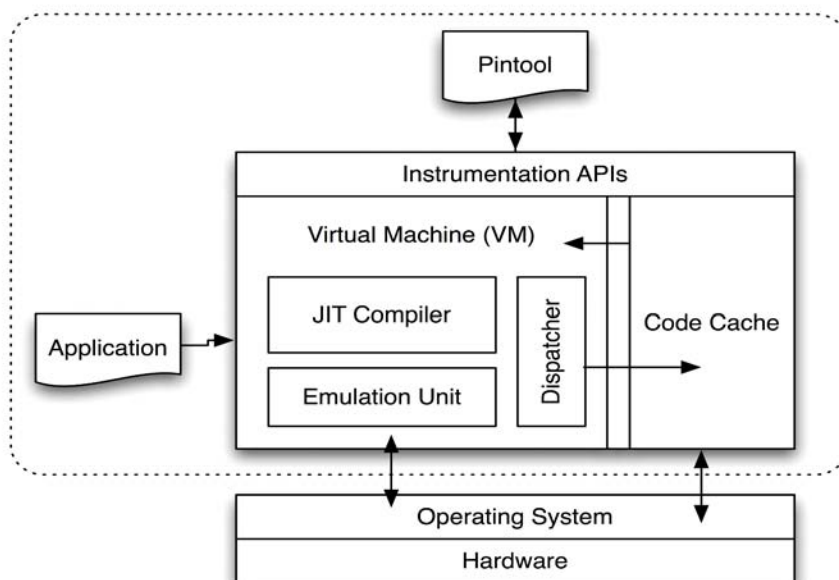 Pintool
Instrumentation APIs
Virtual Machine (VM)
JIT Compiler
Dispatcher
Code Cache
Application
Emulation Unit
Operating System
Hardware